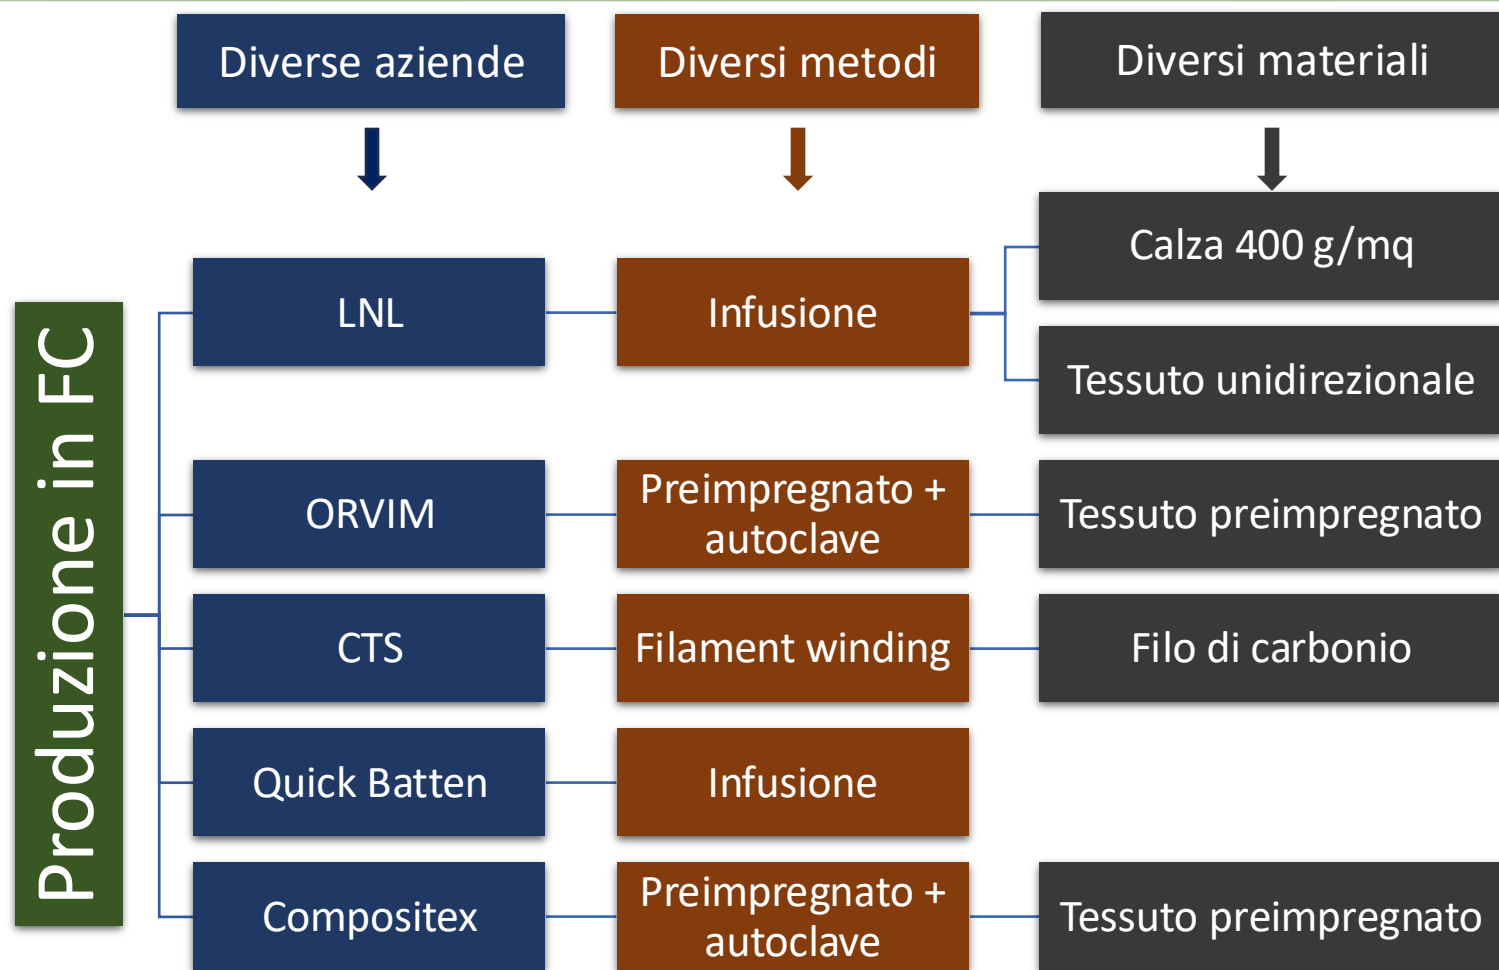 Diverse aziende
Diversi metodi
Diversi materiali
Produzione in FC
LNL
Infusione
Calza 400 g/mq
Tessuto unidirezionale
ORVIM
Preimpregnato +
autoclave
Tessuto preimpregnato
CTS
Filament winding
Filo di carbonio
Quick Batten
Infusione
Compositex
Preimpregnato +
autoclave
Tessuto preimpregnato